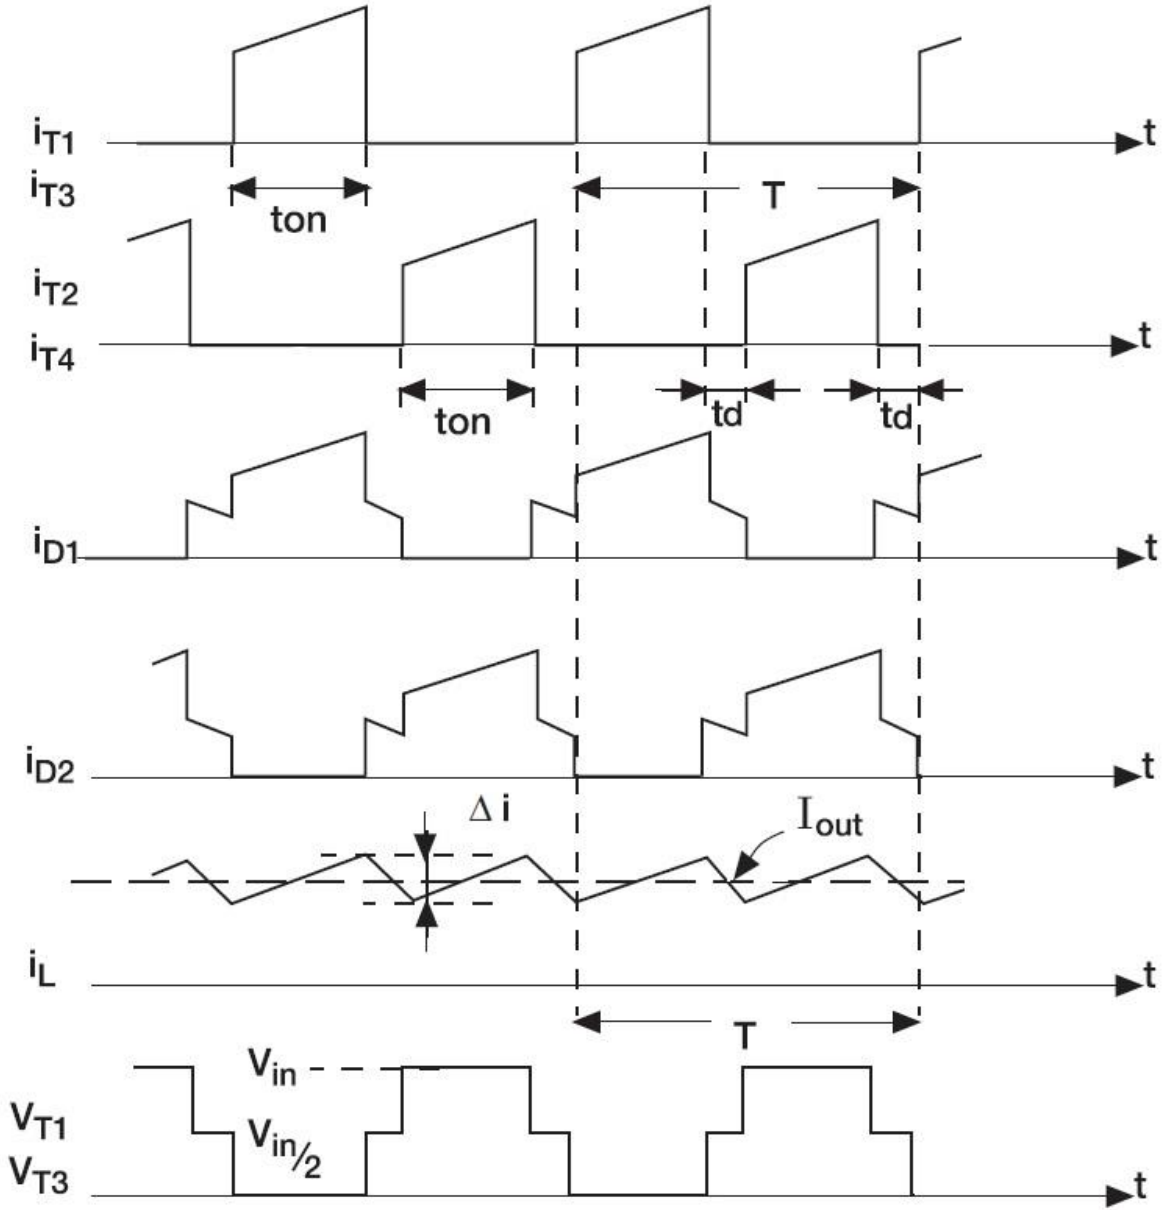 iT1 t
iT3
ton T
iT2
iT4 t
ton td td
iD1 t
iD2 t
Δ i
Iout
iL t
T
Vin
VT1
Vin/2
VT3 t